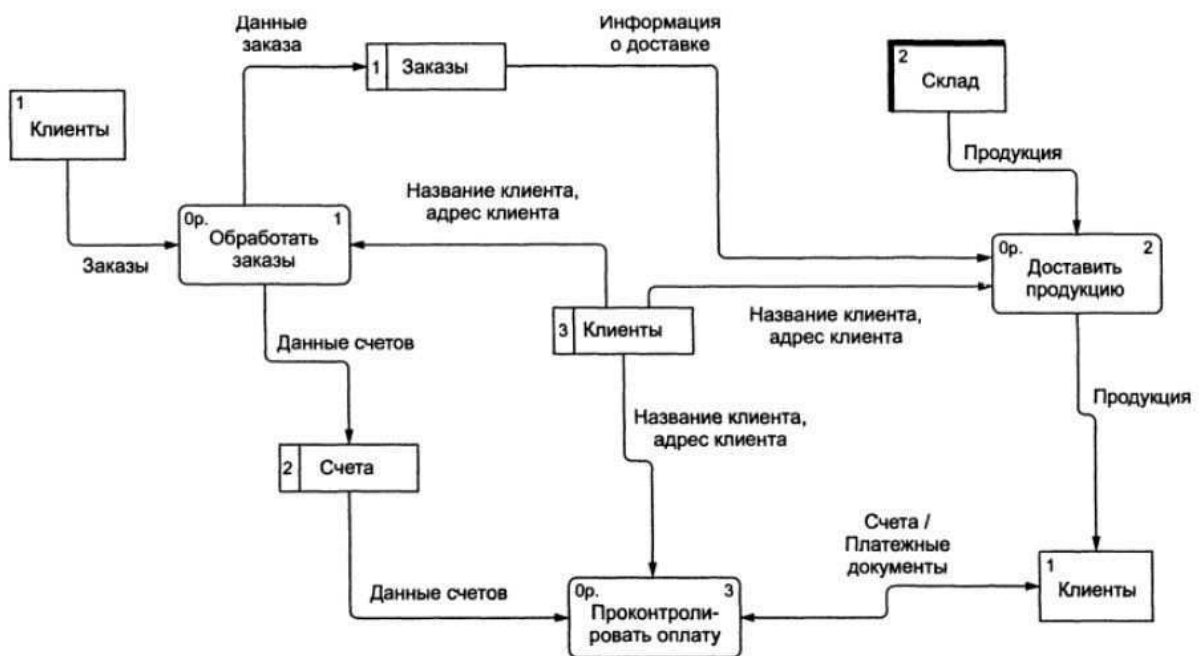 Данные
заказа
1 Заказы
Информация
о доставке
2
Склад
1
Клиенты
Продукция
Название клиента,
адрес клиента
0р. 1
Обработать
заказы
Заказы
0р. 2
Доставить
продукцию
3 Клиенты
Название клиента,
адрес клиента
Данные счетов
Продукция
Название клиента,
адрес клиента
2 Счета
Счета /
Платежные
документы
1
Клиенты
Данные счетов
0р. 3
Проконтроли-
ровать оплату